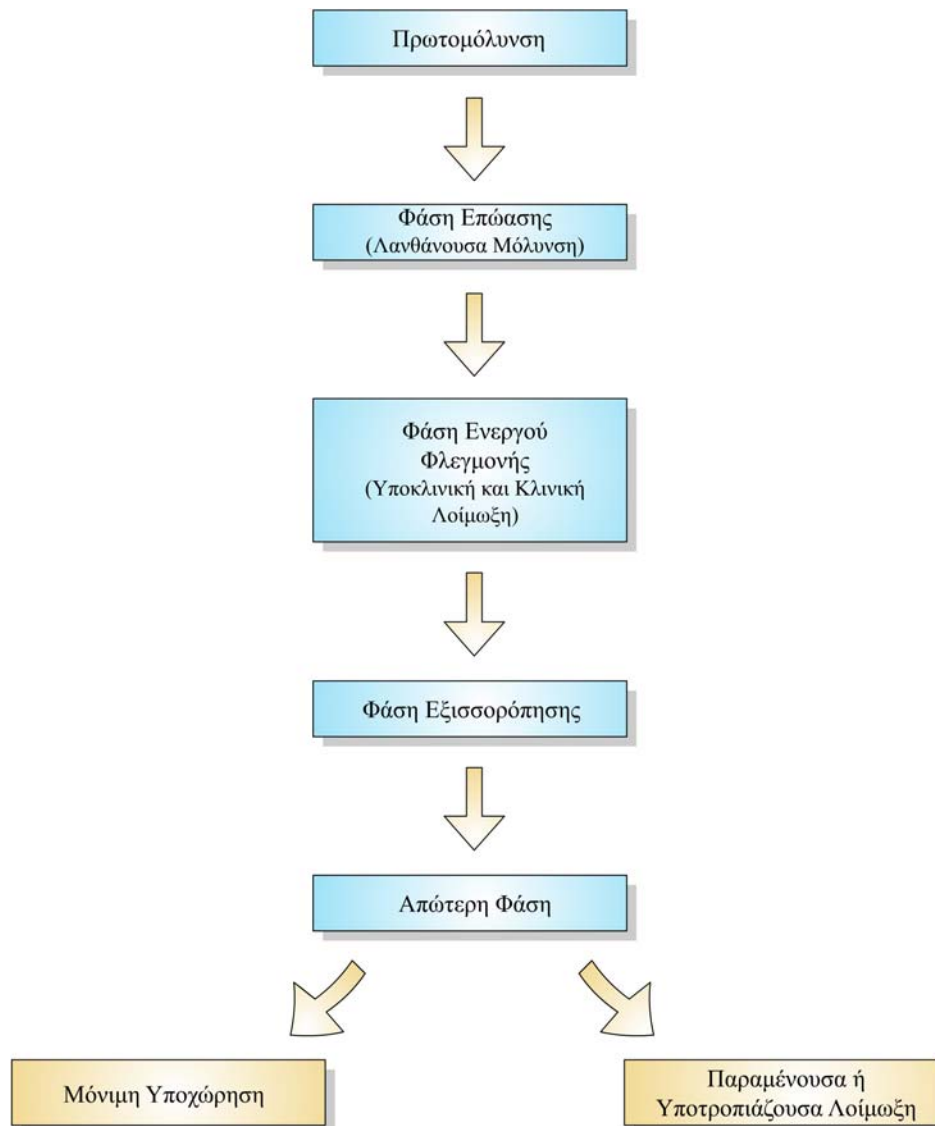 Πρωτομόλυνση
Φάση Επώασης
(Λανθάνουσα Μόλυνση)
Φάση Ενεργού
Φλεγμονής
(Υποκλινική και Κλινική
Λοίμωξη)
Φάση Εξισσορόπησης
Απώτερη Φάση
Μόνιμη Υποχώρηση
Παραμένουσα ή
Υποτροπιάζουσα Λοίμωξη